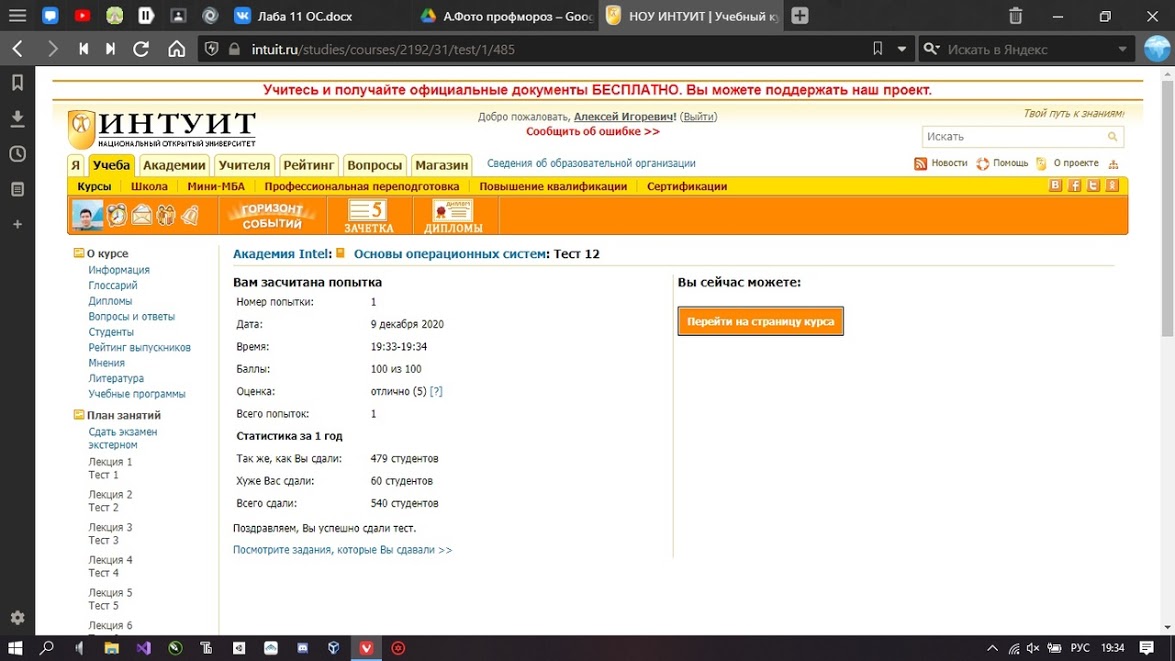 Лаба 11 ОС.docx
А.Фото профмороз – Goog
НОУ ИНТУИТ | Учебный ку
intuit.ru/studies/courses/2192/31/test/1/485
Искать в Яндекс
Учитесь и получайте официальные документы БЕСПЛАТНО. Вы можете поддержать наш проект.
ИНТУИТ
НАЦИОНАЛЬНЫЙ ОТКРЫТЫЙ УНИВЕРСИТЕТ
Добро пожаловать, Алексей Игоревич! (Выйти)
Сообщить об ошибке >>
Твой путь к знаниям!
Искать
Я Учеба Академии Учителя Рейтинг Вопросы Магазин
Сведения об образовательной организации
Новости Помощь О проекте
Курсы Школа Мини-МБА Профессиональная переподготовка Повышение квалификации Сертификации
ГОРИЗОНТ
СОБЫТИЙ
5
ЗАЧЕТКА
ДИПЛОМ
ДИПЛОМЫ
О курсе
Информация
Глоссарий
Дипломы
Вопросы и ответы
Студенты
Рейтинг выпускников
Мнения
Литература
Учебные программы
План занятий
Сдать экзамен
экстерном
Лекция 1
Тест 1
Лекция 2
Тест 2
Лекция 3
Тест 3
Лекция 4
Тест 4
Лекция 5
Тест 5
Лекция 6
Академия Intel: Основы операционных систем: Тест 12
Вам засчитана попытка
Номер попытки: 1
Дата: 9 декабря 2020
Время: 19:33-19:34
Баллы: 100 из 100
Оценка: отлично (5) [?]
Всего попыток: 1
Статистика за 1 год
Так же, как Вы сдали: 479 студентов
Хуже Вас сдали: 60 студентов
Всего сдали: 540 студентов
Поздравляем, Вы успешно сдали тест.
Посмотрите задания, которые Вы сдавали >>
Вы сейчас можете:
Перейти на страницу курса
РУС 19:34